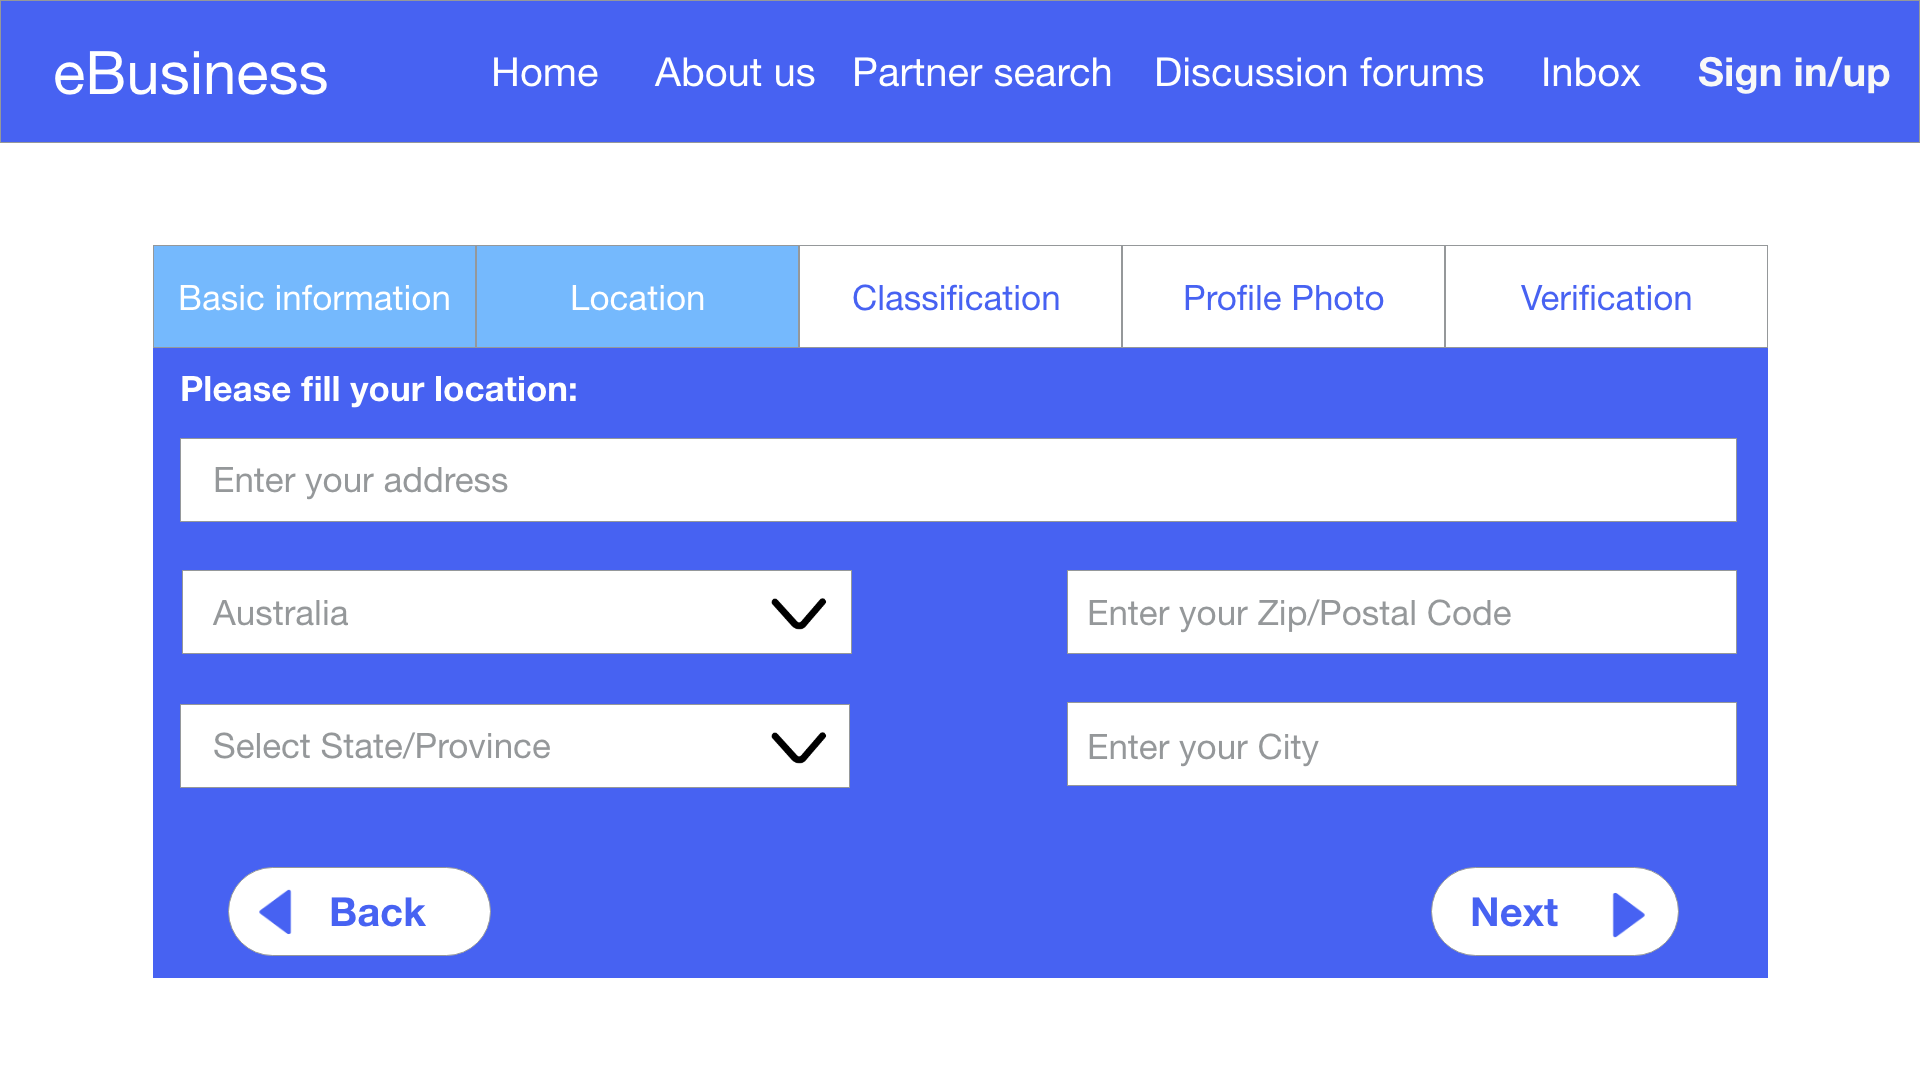 eBusiness Home About us Partner search Discussion forums Inbox Sign in/up
Basic information Location Classification Profile Photo Verification
Please fill your location:
Enter your address
Australia Enter your Zip/Postal Code
Select State/Province Enter your City
Back Next